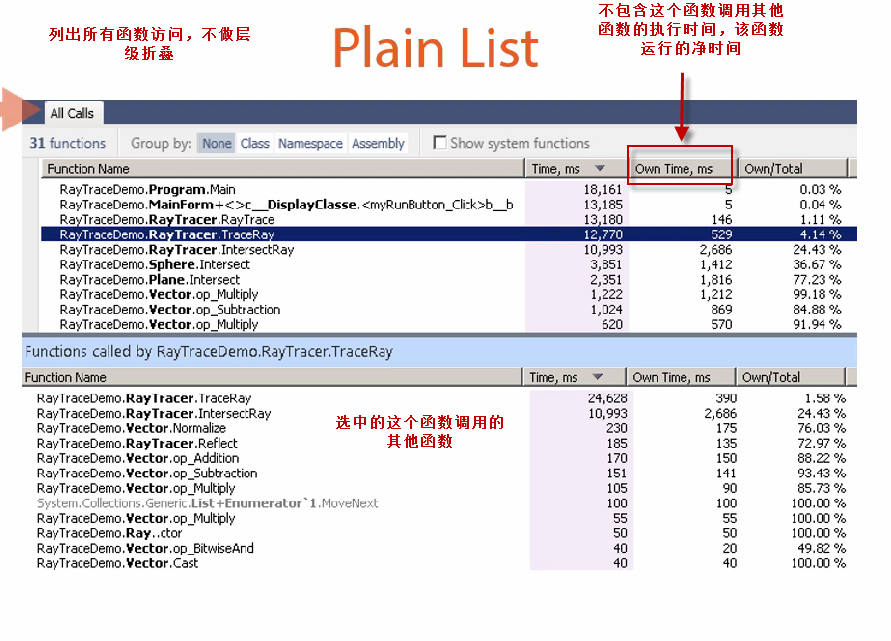 列出所有函数访问，不做层
级折叠
Plain List
不包含这个函数调用其他
函数的执行时间，该函数
运行的净时间
All Calls
31 functions Group by: None Class Namespace Assembly Show system functions
Function Name Time, ms Own Time, ms Own/Total
RayTraceDemo.Program.Main 18,161 5 0.03 %
RayTraceDemo.MainForm+<>c__DisplayClasse.<myRunButton_Click>b__b 13,185 5 0.04 %
RayTraceDemo.RayTracer.RayTrace 13,180 146 1.11 %
RayTraceDemo.RayTracer.TraceRay 12,770 529 4.14 %
RayTraceDemo.RayTracer.IntersectRay 10,993 2,686 24.43 %
RayTraceDemo.Sphere.Intersect 3,851 1,412 36.67 %
RayTraceDemo.Plane.Intersect 2,351 1,816 77.23 %
RayTraceDemo.Vector.op_Multiply 1,222 1,212 99.18 %
RayTraceDemo.Vector.op_Subtraction 1,024 869 84.88 %
RayTraceDemo.Vector.op_Multiply 620 570 91.94 %
Functions called by RayTraceDemo.RayTracer.TraceRay
Function Name Time, ms Own Time, ms Own/Total
RayTraceDemo.RayTracer.TraceRay 24,628 390 1.58 %
RayTraceDemo.RayTracer.IntersectRay 10,993 2,686 24.43 %
RayTraceDemo.Vector.Normalize 230 175 76.03 %
RayTraceDemo.RayTracer.Reflect 185 135 72.97 %
RayTraceDemo.Vector.op_Addition 170 150 88.22 %
RayTraceDemo.Vector.op_Subtraction 151 141 93.43 %
RayTraceDemo.Vector.op_Multiply 105 90 85.73 %
System.Collections.Generic.List+Enumerator`1.MoveNext 100 100 100.00 %
RayTraceDemo.Vector.op_Multiply 55 55 100.00 %
RayTraceDemo.Ray..ctor 50 50 100.00 %
RayTraceDemo.Vector.op_BitwiseAnd 40 20 49.82 %
RayTraceDemo.Vector.Cast 40 40 100.00 %
选中的这个函数调用的
其他函数